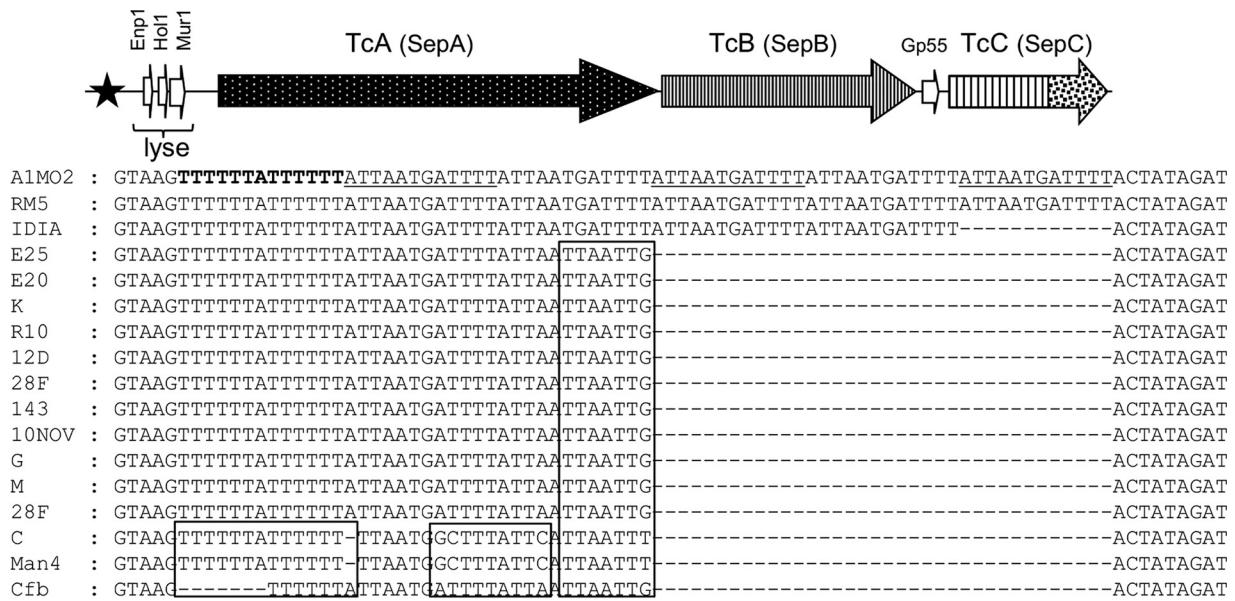 Enp1 Hol1 Mur1
TcA (SepA) TcB (SepB) Gp55 TcC (SepC)
lyse
A1MO2 : GTAAGTTTTTTATTTTTTATTAATGATTTTATTAATGATTTTATTAATGATTTTATTAATGATTTTATTAATGATTTTACTATAGAT
RM5 : GTAAGTTTTTTATTTTTTATTAATGATTTTATTAATGATTTTATTAATGATTTTATTAATGATTTTATTAATGATTTTACTATAGAT
IDIA : GTAAGTTTTTTATTTTTTATTAATGATTTTATTAATGATTTTATTAATGATTTTATTAATGATTTT------------ACTATAGAT
E25 : GTAAGTTTTTTATTTTTTATTAATGATTTTATTAATTAATTG------------------------------------ACTATAGAT
E20 : GTAAGTTTTTTATTTTTTATTAATGATTTTATTAATTAATTG------------------------------------ACTATAGAT
K : GTAAGTTTTTTATTTTTTATTAATGATTTTATTAATTAATTG------------------------------------ACTATAGAT
R10 : GTAAGTTTTTTATTTTTTATTAATGATTTTATTAATTAATTG------------------------------------ACTATAGAT
12D : GTAAGTTTTTTATTTTTTATTAATGATTTTATTAATTAATTG------------------------------------ACTATAGAT
28F : GTAAGTTTTTTATTTTTTATTAATGATTTTATTAATTAATTG------------------------------------ACTATAGAT
143 : GTAAGTTTTTTATTTTTTATTAATGATTTTATTAATTAATTG------------------------------------ACTATAGAT
10NOV : GTAAGTTTTTTATTTTTTATTAATGATTTTATTAATTAATTG------------------------------------ACTATAGAT
G : GTAAGTTTTTTATTTTTTATTAATGATTTTATTAATTAATTG------------------------------------ACTATAGAT
M : GTAAGTTTTTTATTTTTTATTAATGATTTTATTAATTAATTG------------------------------------ACTATAGAT
28F : GTAAGTTTTTTATTTTTTATTAATGATTTTATTAATTAATTG------------------------------------ACTATAGAT
C : GTAAGTTTTTTATTTTTT-TTAATGGCTTTATTCATTAATTT------------------------------------ACTATAGAT
Man4 : GTAAGTTTTTTATTTTTT-TTAATGGCTTTATTCATTAATTT------------------------------------ACTATAGAT
Cfb : GTAAG-------TTTTTTATTAATGATTTTATTAATTAATTG------------------------------------ACTATAGAT